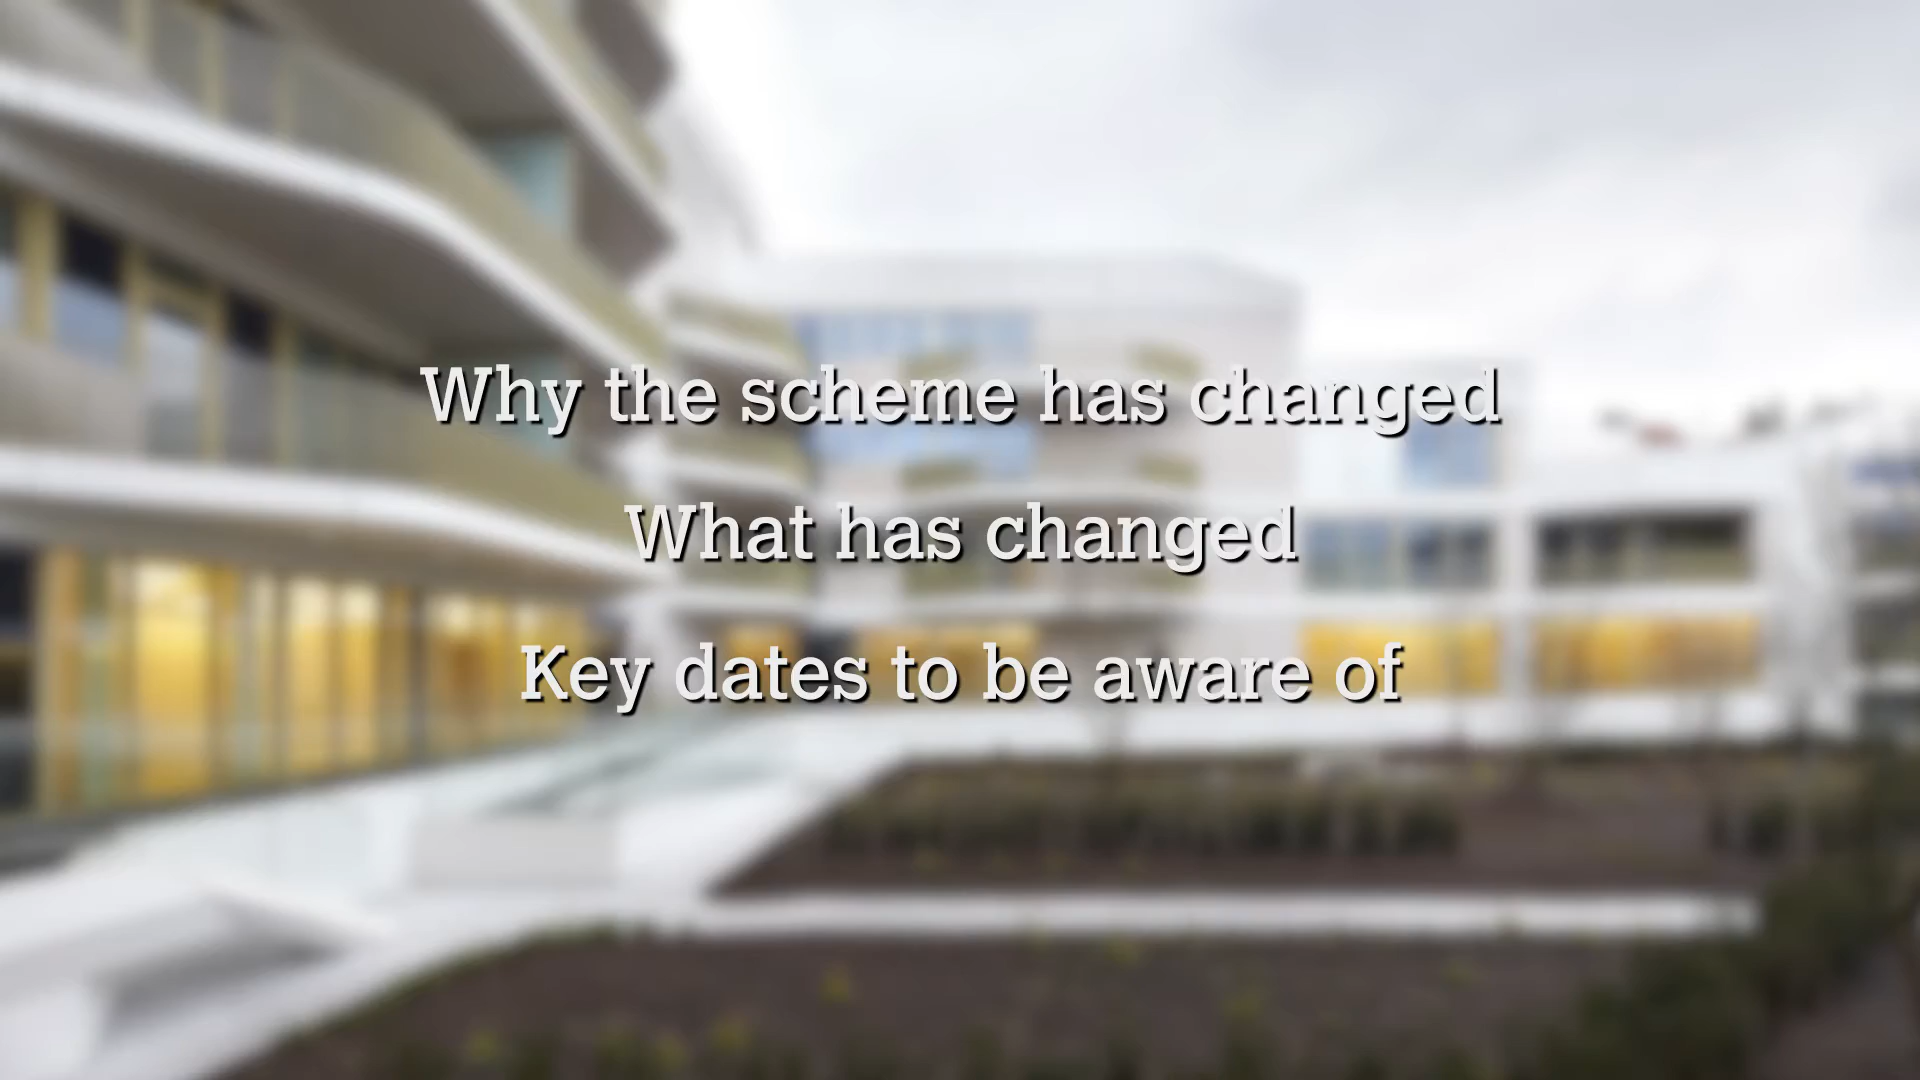 Why the scheme has changed
What has changed
Key dates to be aware of